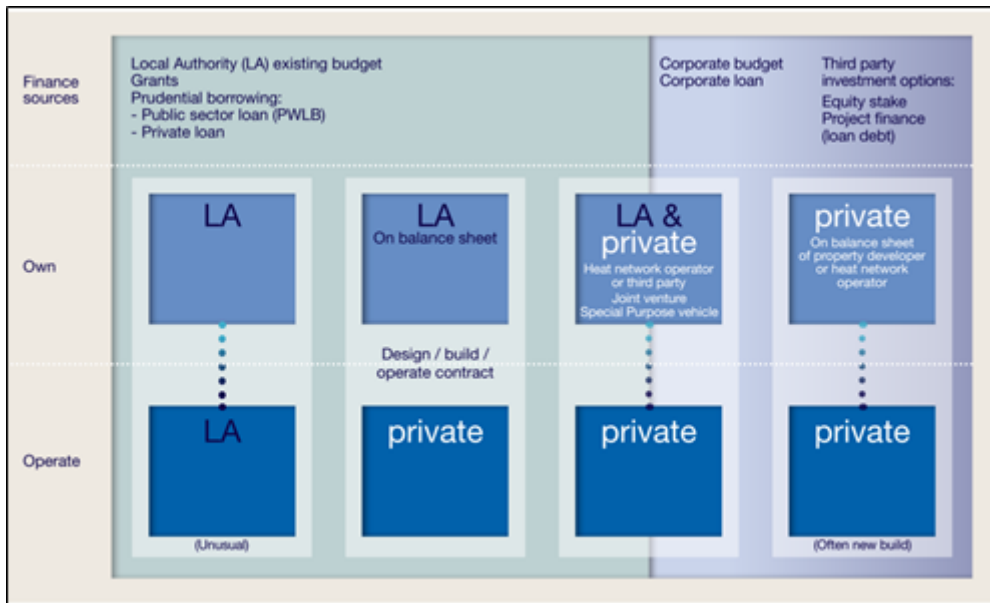 Finance
sources
Local Authority (LA) existing budget
Grants
Prudential borrowing:
- Public sector loan (PWLB)
- Private loan
Corporate budget
Corporate loan
Third party
investment options:
Equity stake
Project finance
(loan debt)
Own
LA
LA
On balance sheet
LA &
private
Heat network operator
or third party
Joint venture
Special Purpose vehicle
private
On balance sheet
of property developer
or heat network
operator
Design / build /
operate contract
Operate
LA
(Unusual)
private
private
private
(Often new build)